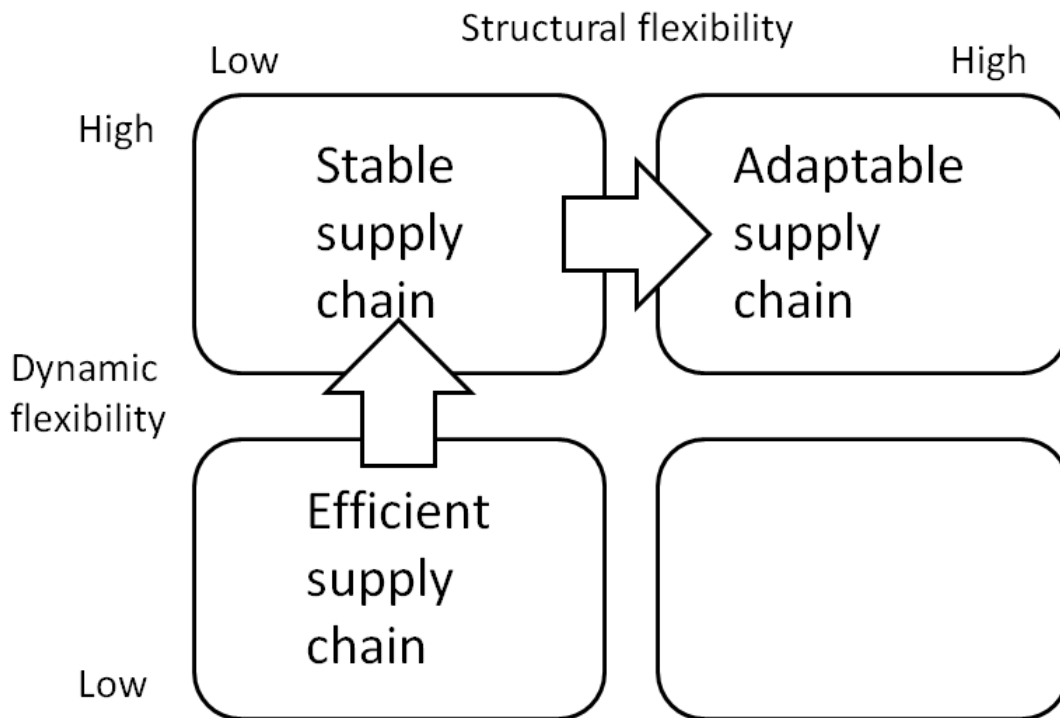 Structural flexibility
Low
High
High
Stable
supply
chain
Adaptable
supply
chain
Dynamic
flexibility
Efficient
supply
chain
Low